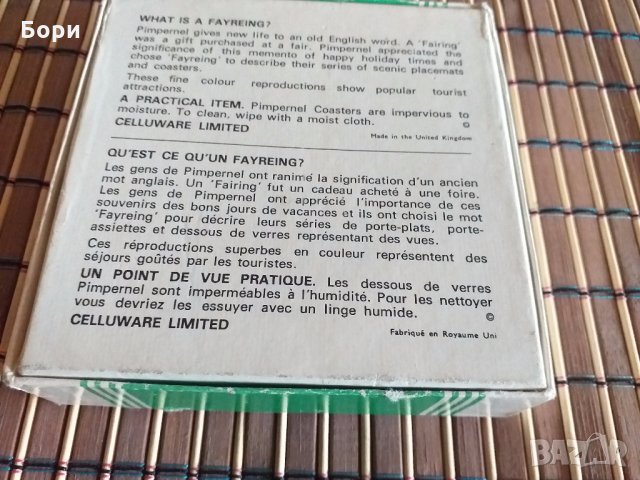 Бори
WHAT IS A FAYREING?
Pimpernel gives new life to an old English word. A 'Fairing'
was a gift purchased at a fair. Pimpernel appreciated the
significance of this memento of happy holiday times and
chose 'Fayreing' to describe their series of scenic placemats
and coasters.
These fine colour reproductions show popular tourist
attractions.
A PRACTICAL ITEM. Pimpernel Coasters are impervious to
moisture. To clean, wipe with a moist cloth. ©
CELLUWARE LIMITED Made in the United Kingdom
QU'EST CE QU'UN FAYREING?
Les gens de Pimpernel ont ranimé la signification d'un ancien
mot anglais. Un 'Fairing' fut un cadeau acheté à une foire.
Les gens de Pimpernel ont apprécié l'importance de ces
souvenirs des bons jours de vacances et ils ont choisi le mot
'Fayreing' pour décrire leurs séries de porte-plats, porte-
assiettes et dessous de verres représentant des vues.
Ces réproductions superbes en couleur représentent des
séjours goûtés par les touristes.
UN POINT DE VUE PRATIQUE. Les dessous de verres
Pimpernel sont imperméables à l'humidité. Pour les nettoyer
vous devriez les essuyer avec un linge humide. ©
CELLUWARE LIMITED Fabriqué en Royaume Uni
BAZAR